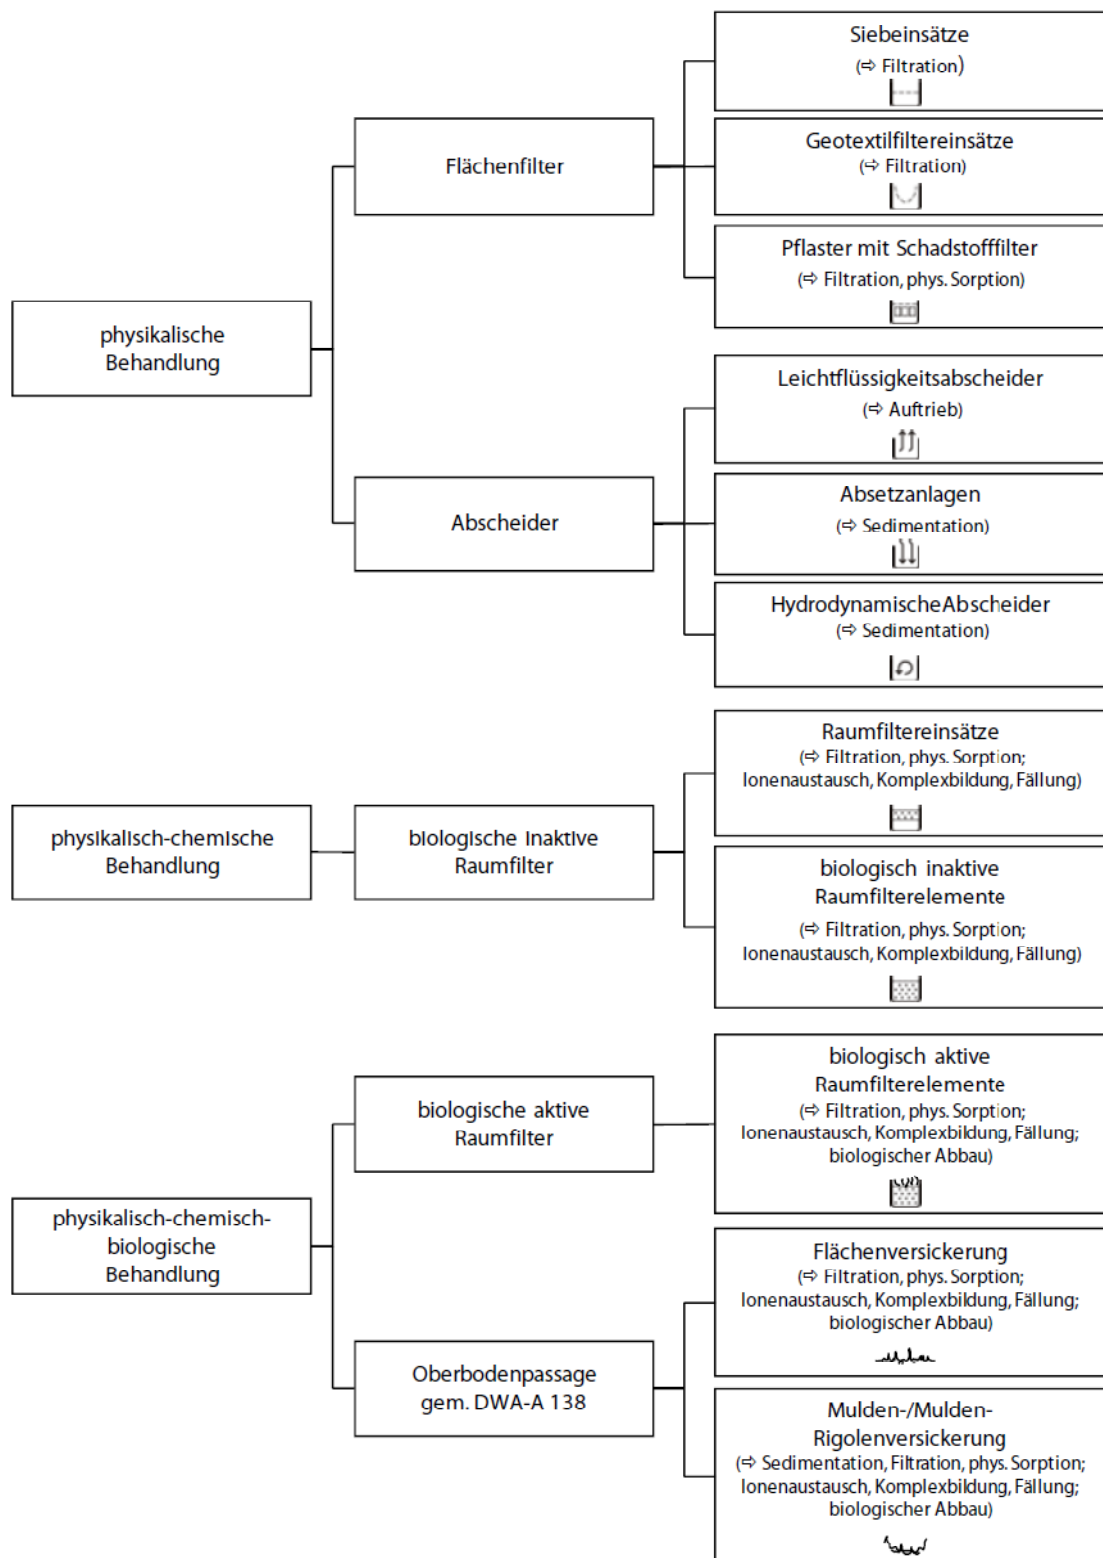 physikalische
Behandlung
Flächenfilter
Siebeinsätze
(⇨ Filtration)
Geotextilfiltereinsätze
(⇨ Filtration)
Pflaster mit Schadstofffilter
(⇨ Filtration, phys. Sorption)
Abscheider
Leichtflüssigkeitsabscheider
(⇨ Auftrieb)
Absetzanlagen
(⇨ Sedimentation)
HydrodynamischeAbscheider
(⇨ Sedimentation)
physikalisch-chemische
Behandlung
biologische inaktive
Raumfilter
Raumfiltereinsätze
(⇨ Filtration, phys. Sorption;
Ionenaustausch, Komplexbildung, Fällung)
biologisch inaktive
Raumfilterelemente
(⇨ Filtration, phys. Sorption;
Ionenaustausch, Komplexbildung, Fällung)
physikalisch-chemisch-
biologische
Behandlung
biologische aktive
Raumfilter
biologisch aktive
Raumfilterelemente
(⇨ Filtration, phys. Sorption;
Ionenaustausch, Komplexbildung, Fällung;
biologischer Abbau)
Oberbodenpassage
gem. DWA-A 138
Flächenversickerung
(⇨ Filtration, phys. Sorption;
Ionenaustausch, Komplexbildung, Fällung;
biologischer Abbau)
Mulden-/Mulden-
Rigolenversickerung
(⇨ Sedimentation, Filtration, phys. Sorption;
Ionenaustausch, Komplexbildung, Fällung;
biologischer Abbau)